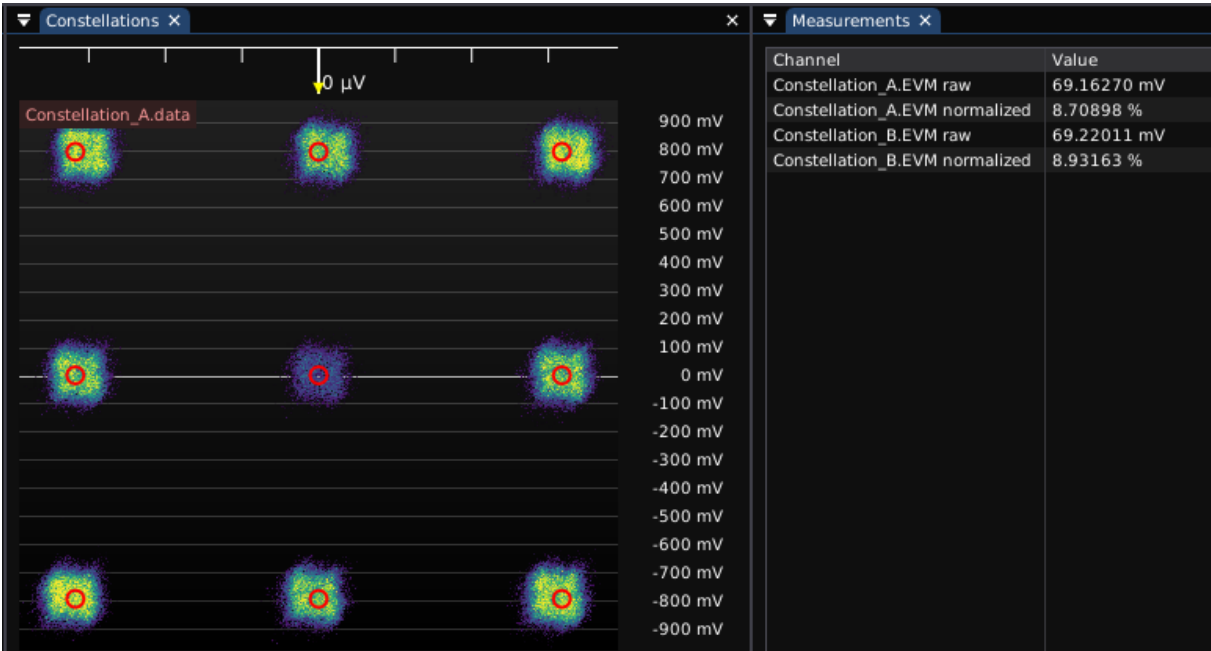 Constellations
0 µV
Constellation_A.data
900 mV
800 mV
700 mV
600 mV
500 mV
400 mV
300 mV
200 mV
100 mV
0 mV
-100 mV
-200 mV
-300 mV
-400 mV
-500 mV
-600 mV
-700 mV
-800 mV
-900 mV
Measurements
Channel Value
Constellation_A.EVM raw 69.16270 mV
Constellation_A.EVM normalized 8.70898 %
Constellation_B.EVM raw 69.22011 mV
Constellation_B.EVM normalized 8.93163 %